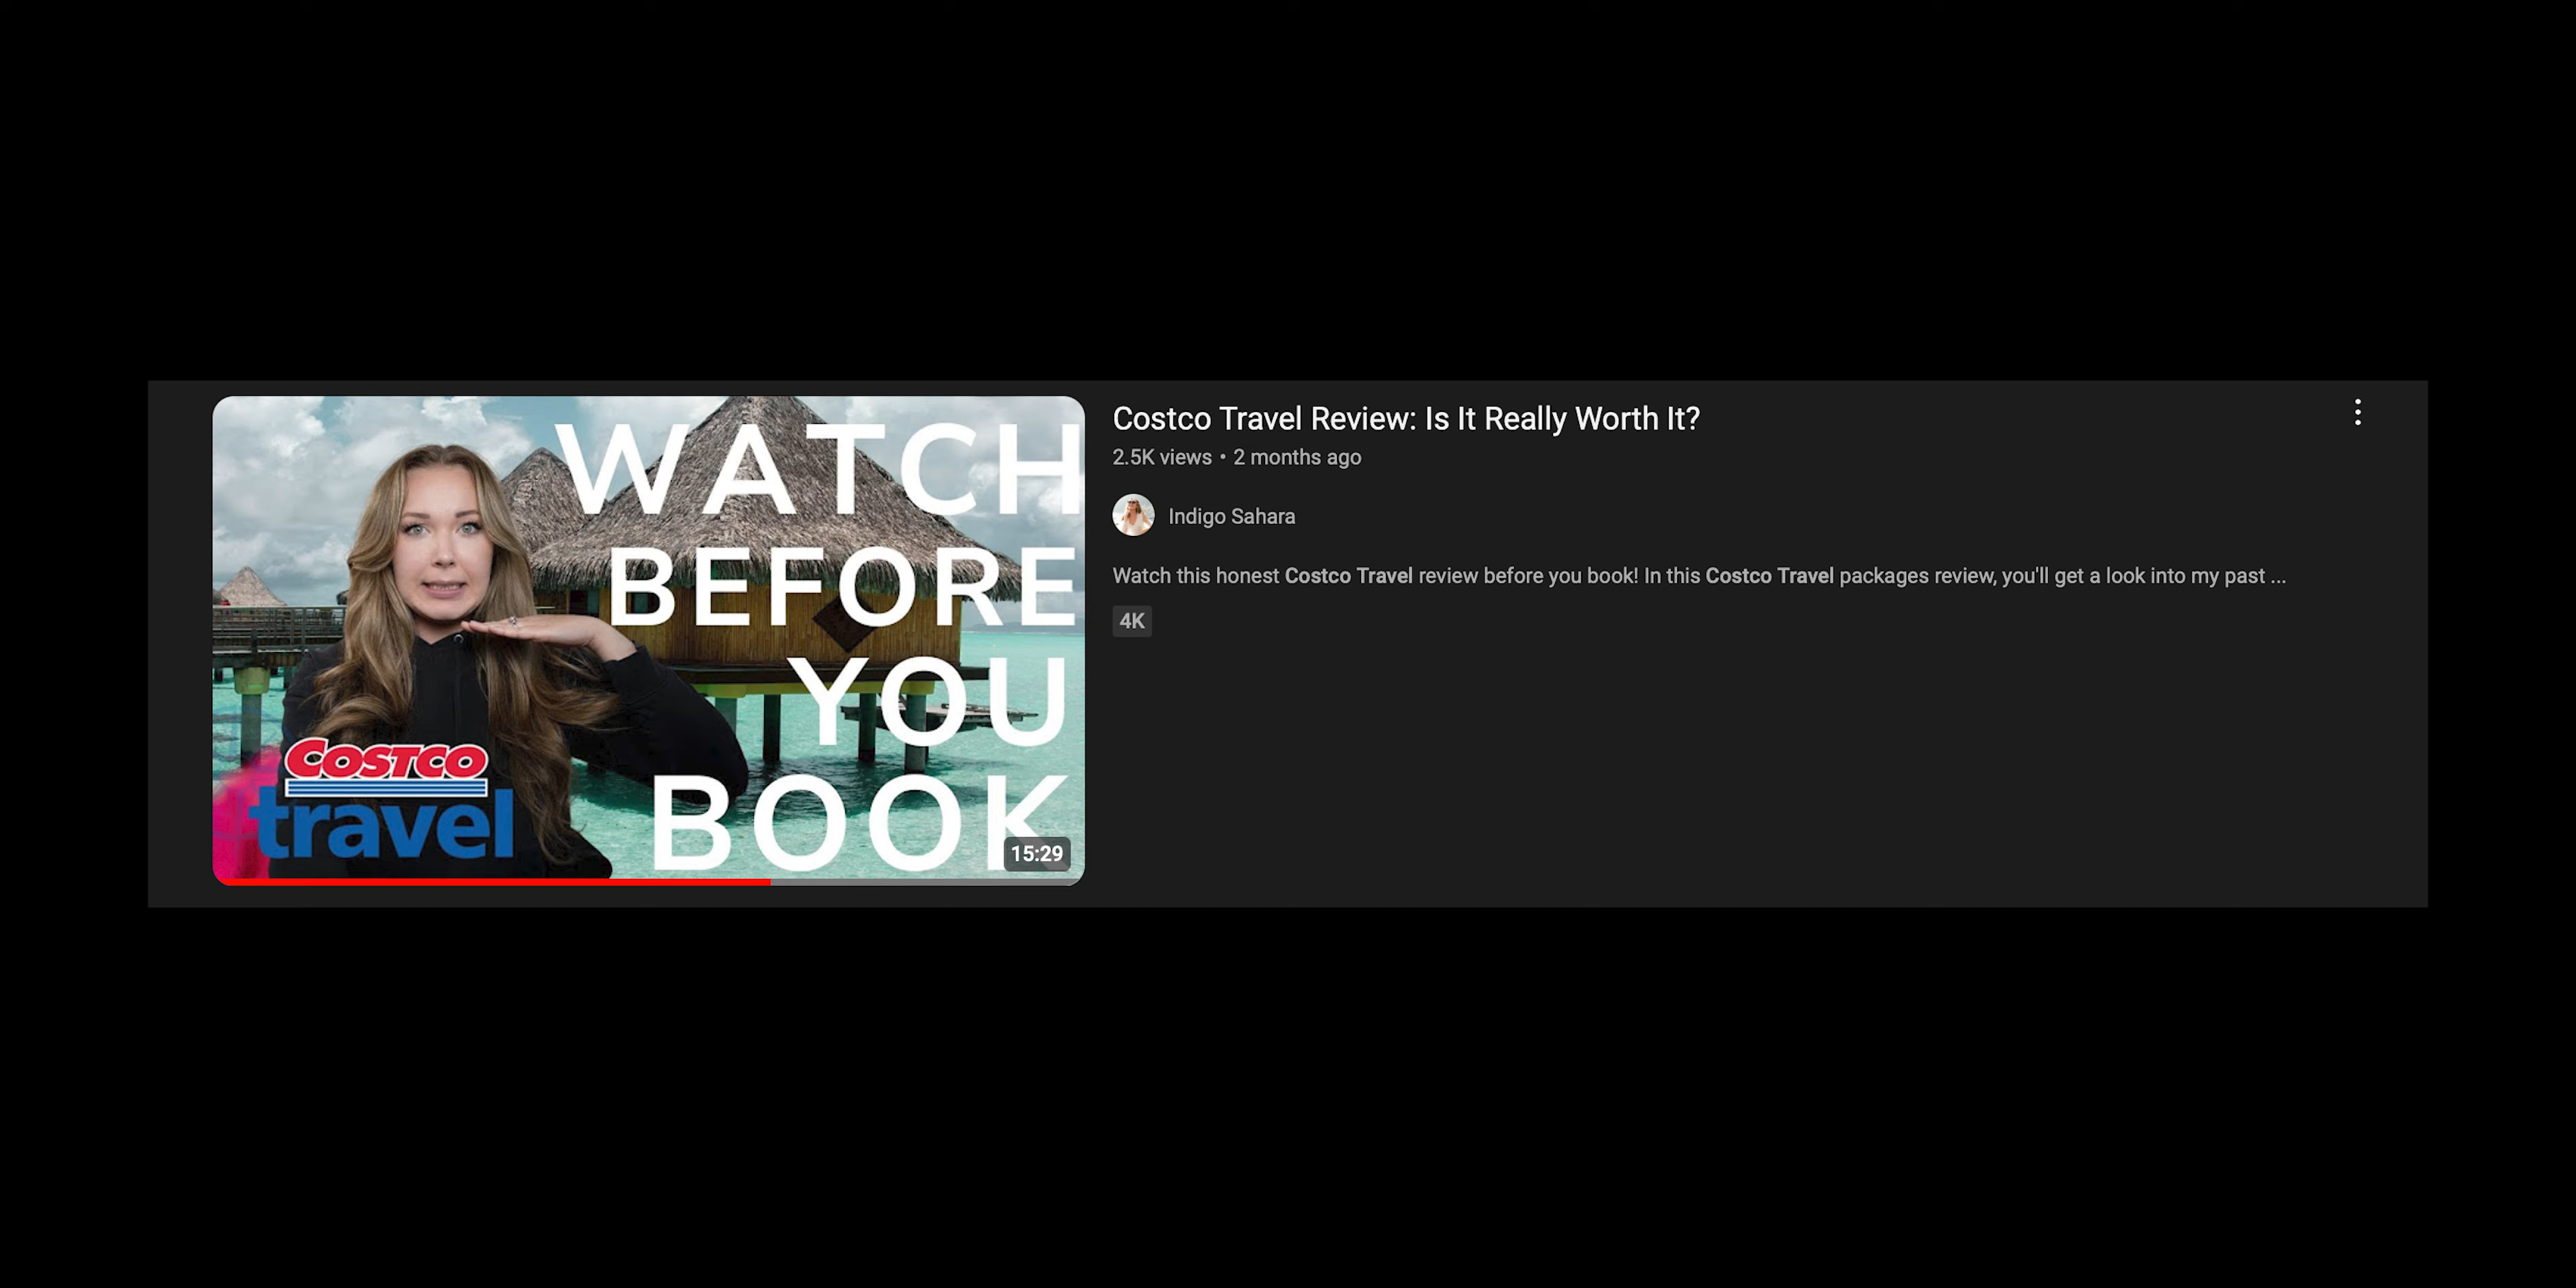 WATCH
BEFORE
YOU
BOOK
COSTCO
travel
15:29
Costco Travel Review: Is It Really Worth It?
2.5K views • 2 months ago
Indigo Sahara
Watch this honest Costco Travel review before you book! In this Costco Travel packages review, you'll get a look into my past ...
4K